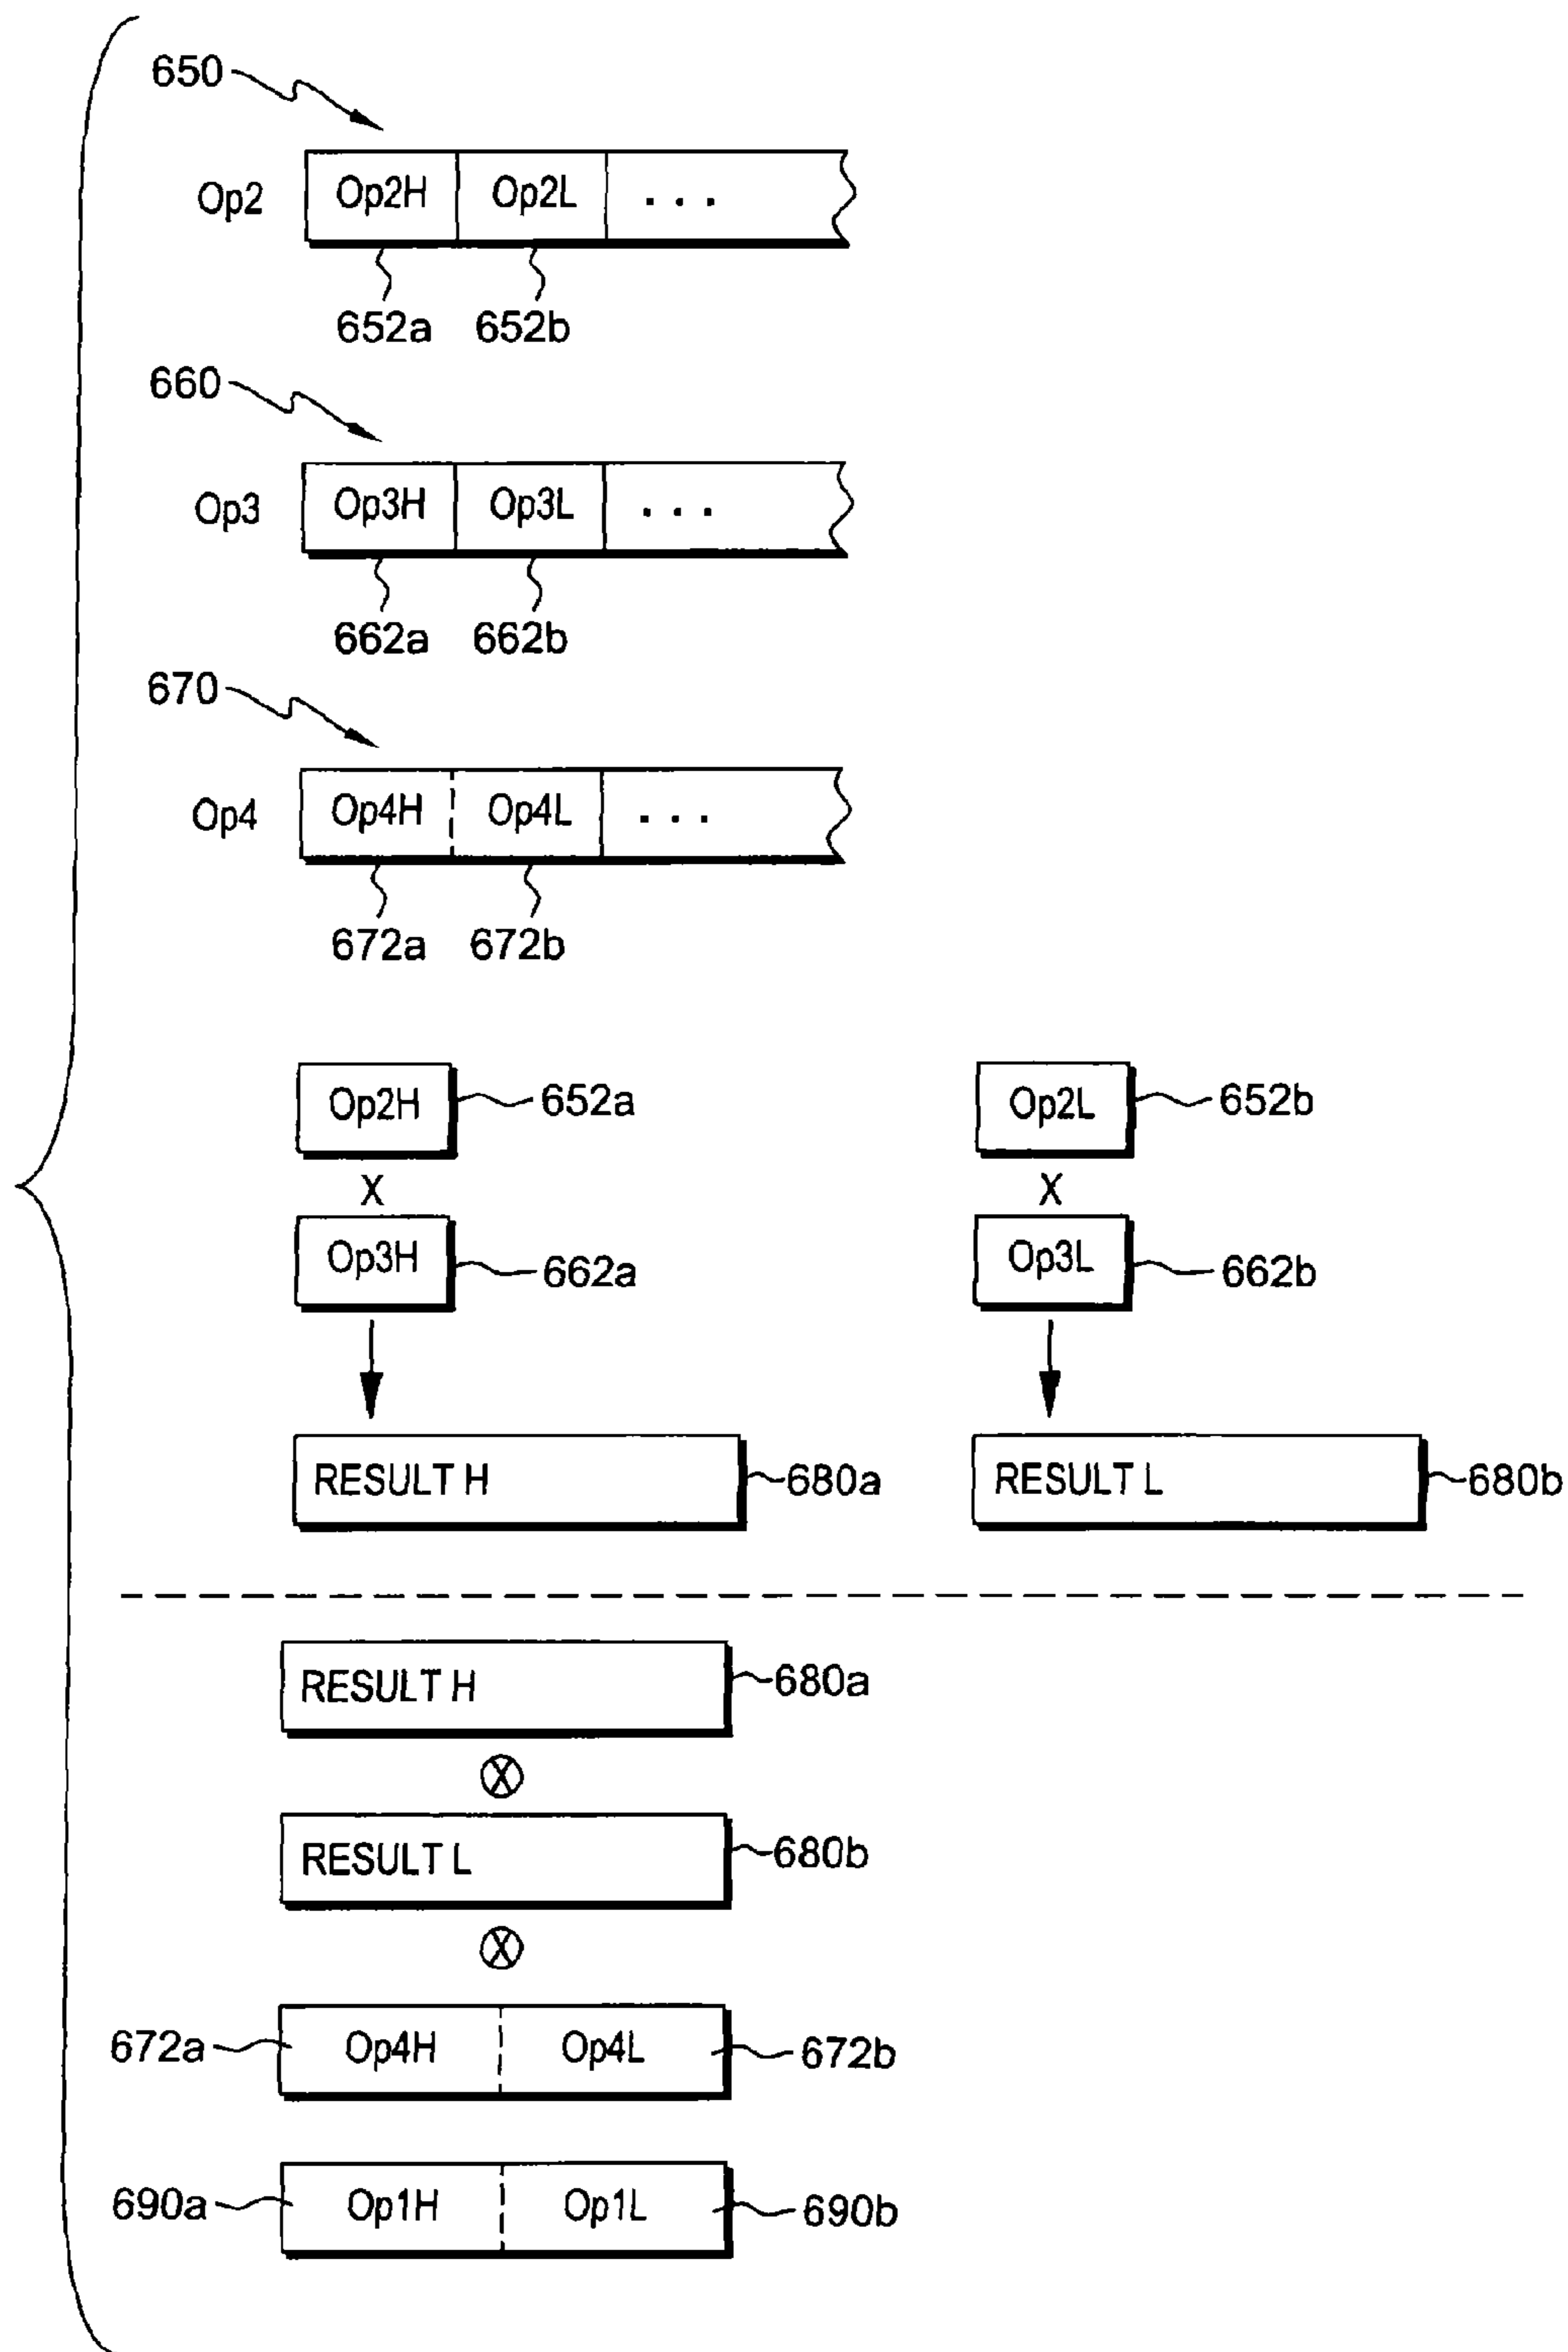 650
Op2 Op2H Op2L ...
652a 652b
660
Op3 Op3H Op3L ...
662a 662b
670
Op4 Op4H Op4L ...
672a 672b
Op2H 652a Op2L 652b
X X
Op3H 662a Op3L 662b
RESULT H 680a RESULT L 680b
RESULT H 680a
X
RESULT L 680b
X
672a Op4H Op4L 672b
690a Op1H Op1L 690b